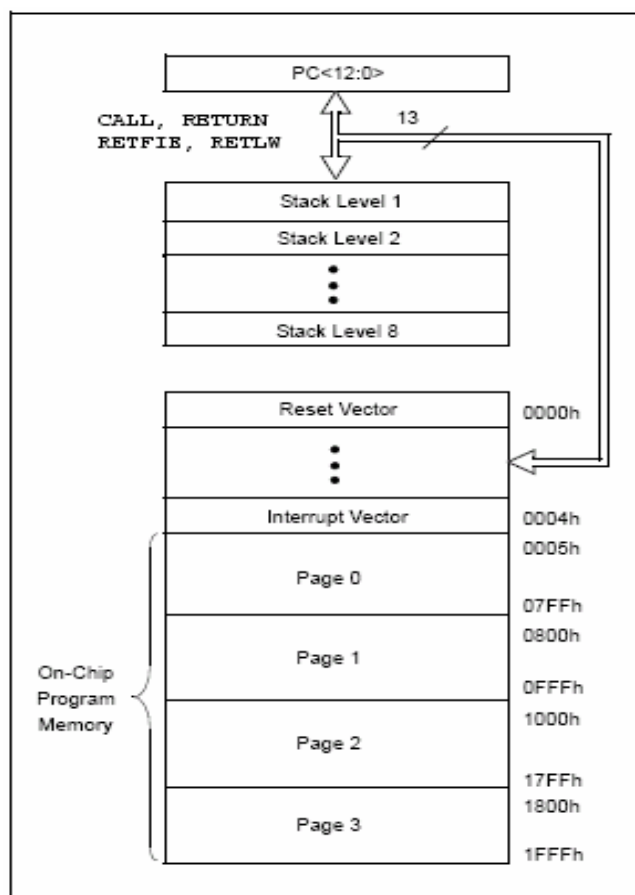 PC<12:0>
CALL, RETURN
RETFIE, RETLW
13
Stack Level 1
Stack Level 2
Stack Level 8
Reset Vector
0000h
Interrupt Vector
0004h
0005h
Page 0
07FFh
0800h
Page 1
0FFFh
On-Chip
Program
Memory
1000h
Page 2
17FFh
1800h
Page 3
1FFFh